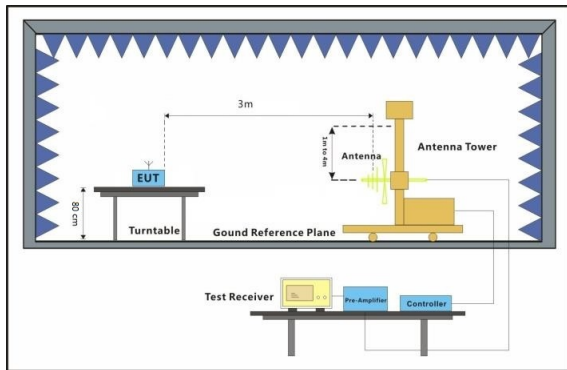 3m
1m to 4m
Antenna
Antenna Tower
EUT
80 cm
Turntable
Gound Reference Plane
Test Receiver
Pre-Amplifier
Controller